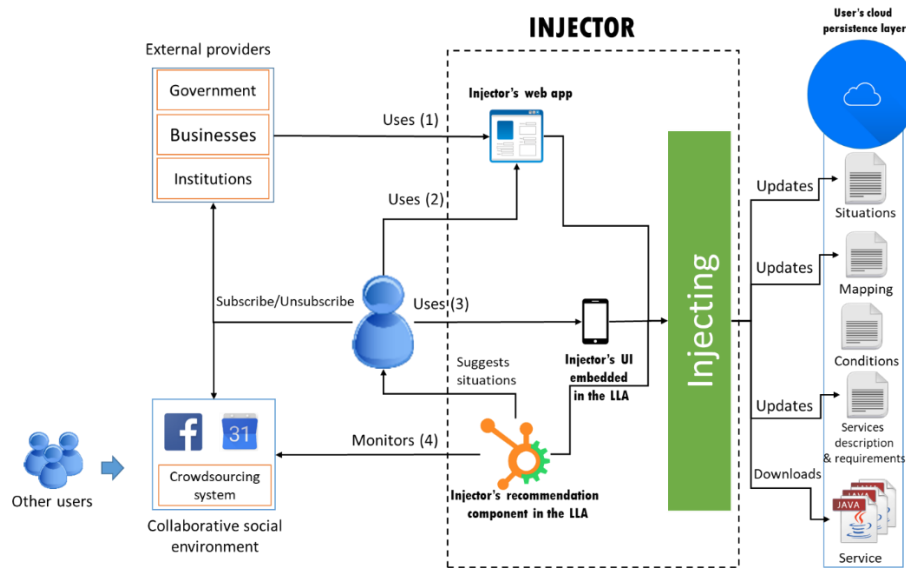 INJECTOR
User's cloud
persistence layer
External providers
Government
Businesses
Institutions
Injector's web app
Uses (1)
Uses (2)
Subscribe/Unsubscribe
Uses (3)
Injector's UI
embedded
in the LLA
Suggests
situations
Monitors (4)
Injector's recommendation
component in the LLA
Injecting
Updates
Situations
Updates
Mapping
Conditions
Updates
Services
description
& requirements
Downloads
JAVA
JAVA
JAVA
Service
31
Crowdsourcing
system
Collaborative social
environment
Other users